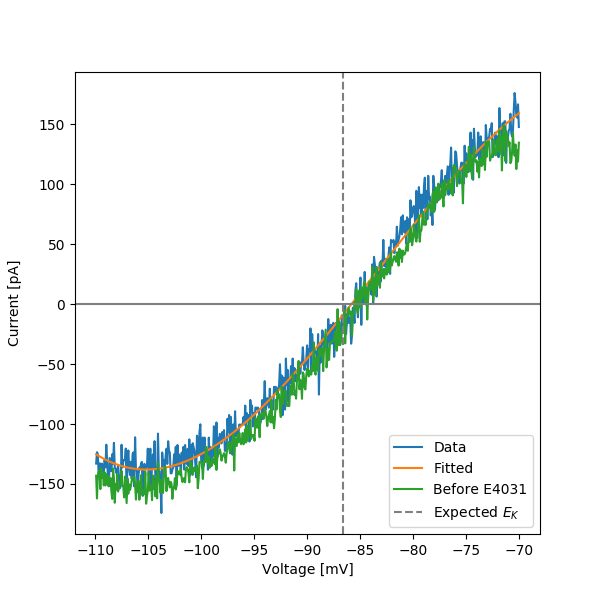 150
100
50
0
−50
−100
−150
Current [pA]
Data
Fitted
Before E4031
Expected E_K
−110 −105 −100 −95 −90 −85 −80 −75 −70
Voltage [mV]